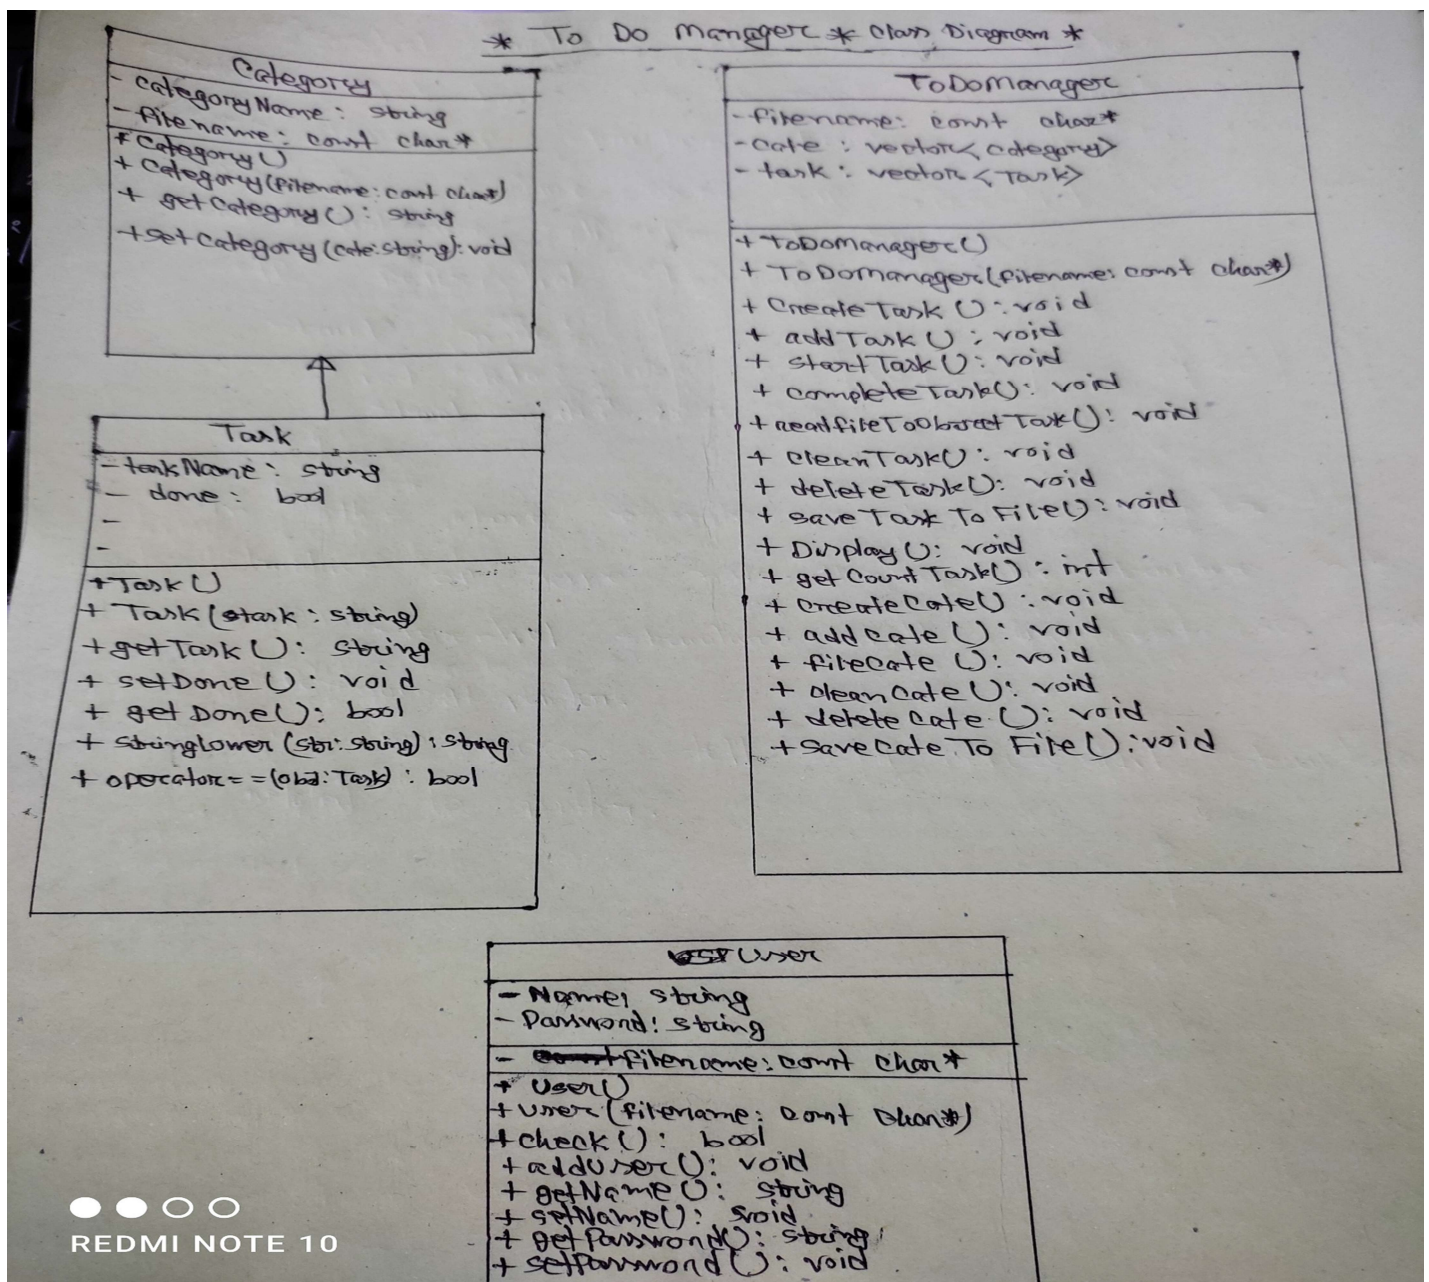 * To Do Manager * Class Diagram *
Category
- categoryName : string
- filename : const char*
+ Category()
+ Category(filename: const char*)
+ getCategory() : string
+ setCategory(cate:string): void
Task
- taskName : string
- done : bool
-
-
+ Task()
+ Task(stask : string)
+ getTask() : string
+ setDone() : void
+ getDone() : bool
+ stringLower (str: string) : string
+ operator== (obj: Task) : bool
ToDoManager
- filename: const char*
- cate : vector<category>
- task : vector<Task>
+ ToDoManager()
+ ToDoManager(filename: const char*)
+ CreateTask () : void
+ addTask () : void
+ startTask () : void
+ completeTask() : void
+ readfileToObject Task() : void
+ cleanTask() : void
+ deleteTask() : void
+ saveTaskToFile() : void
+ Display () : void
+ getCountTask() : int
+ createCate() : void
+ addCate () : void
+ fileCate () : void
+ cleanCate () : void
+ deleteCate () : void
+ saveCate To File() : void
User
- Name: string
- Password: string
- filename: const char*
+ User()
+ User (filename: const char*)
+ check () : bool
+ addUser () : void
+ getName () : string
+ setName() : void
+ getPassword() : string
+ setPassword () : void
REDMI NOTE 10